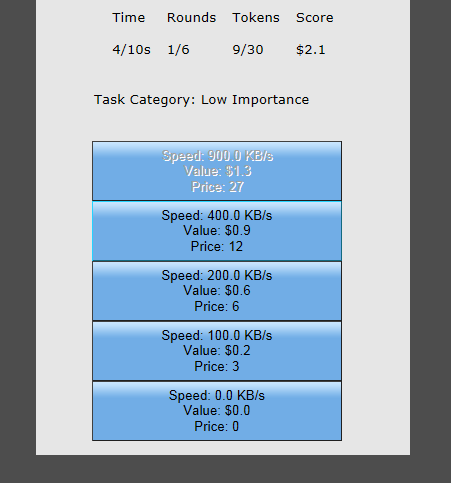 Time Rounds Tokens Score
4/10s 1/6 9/30 $2.1
Task Category: Low Importance
Speed: 900.0 KB/s
Value: $1.3
Price: 27
Speed: 400.0 KB/s
Value: $0.9
Price: 12
Speed: 200.0 KB/s
Value: $0.6
Price: 6
Speed: 100.0 KB/s
Value: $0.2
Price: 3
Speed: 0.0 KB/s
Value: $0.0
Price: 0